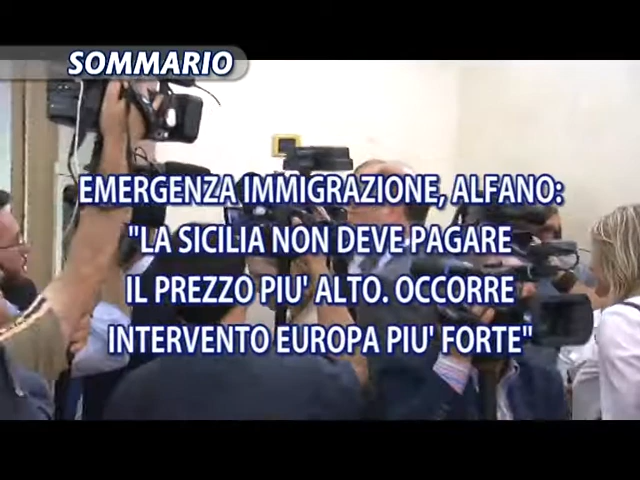 SOMMARIO
EMERGENZA IMMIGRAZIONE, ALFANO:
"LA SICILIA NON DEVE PAGARE
IL PREZZO PIU' ALTO. OCCORRE
INTERVENTO EUROPA PIU' FORTE"